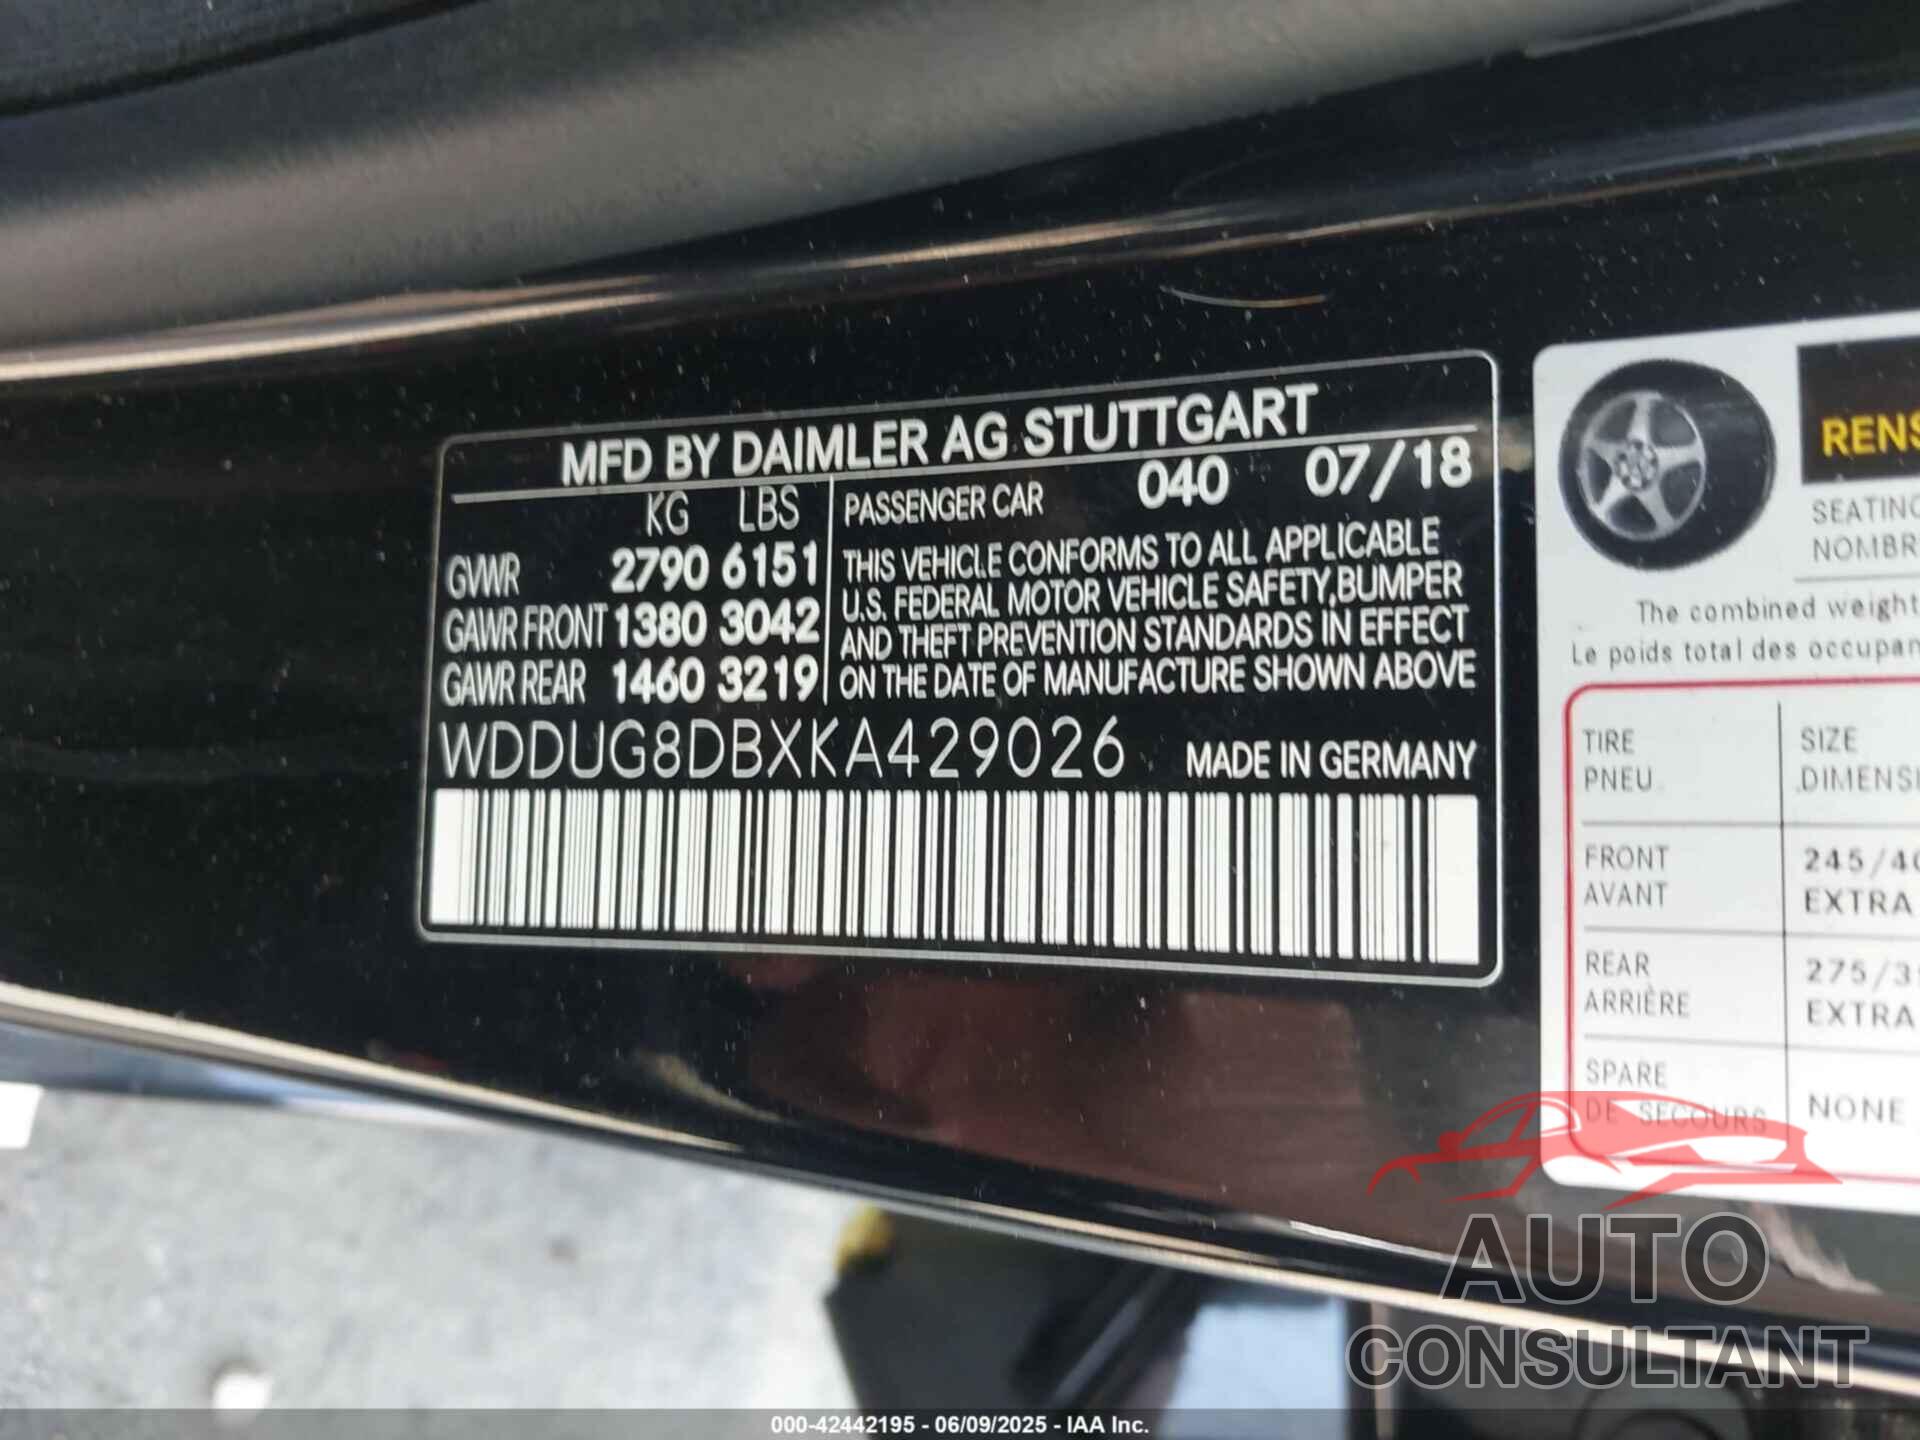 MFD BY DAIMLER AG STUTTGART
KG LBS
PASSENGER CAR 040 07/18
GVWR 2790 6151
GAWR FRONT 1380 3042
GAWR REAR 1460 3219
THIS VEHICLE CONFORMS TO ALL APPLICABLE
U.S. FEDERAL MOTOR VEHICLE SAFETY, BUMPER
AND THEFT PREVENTION STANDARDS IN EFFECT
ON THE DATE OF MANUFACTURE SHOWN ABOVE
WDDUG8DBXKA429026 MADE IN GERMANY
RENS
SEATING
NOMBR
The combined weight
Le poids total des occupan
TIRE SIZE
PNEU DIMENSI
FRONT 245/40
AVANT EXTRA
REAR 275/35
ARRIÈRE EXTRA
SPARE
DE SECOURS NONE
AUTO
CONSULTANT
000-42442195 - 06/09/2025 - IAA Inc.